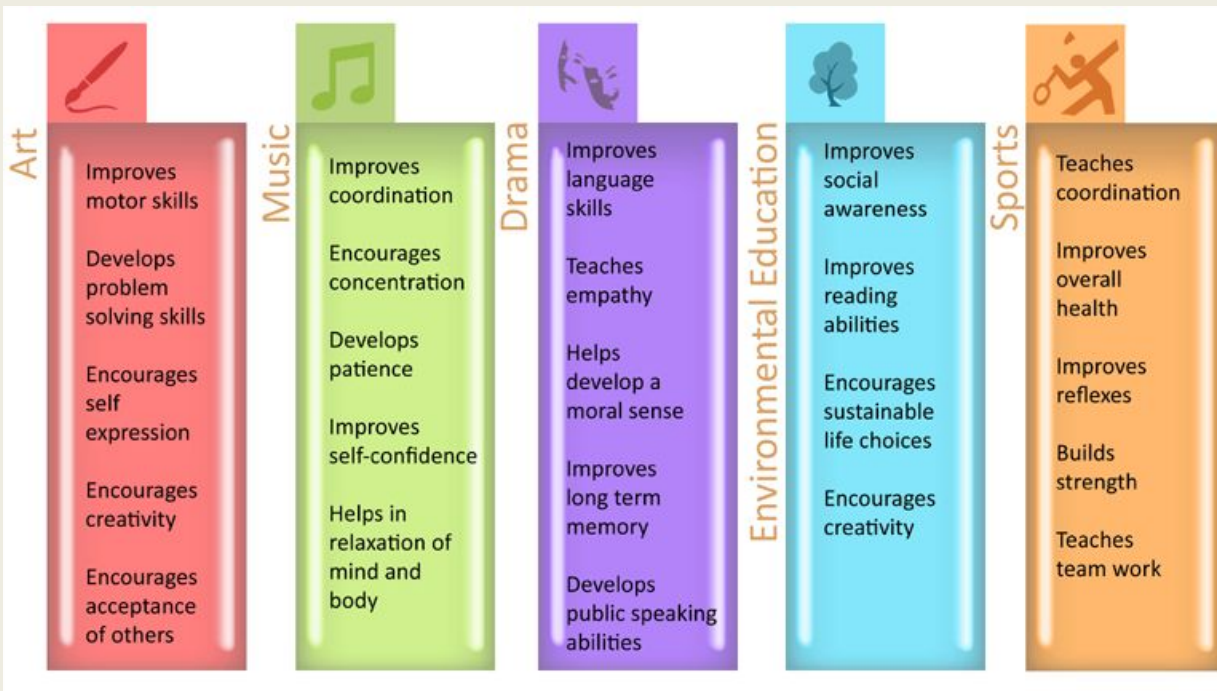 Art
Improves
motor skills
Develops
problem
solving skills
Encourages
self
expression
Encourages
creativity
Encourages
acceptance
of others
Music
Improves
coordination
Encourages
concentration
Develops
patience
Improves
self-confidence
Helps in
relaxation of
mind and
body
Drama
Improves
language
skills
Teaches
empathy
Helps
develop a
moral sense
Improves
long term
memory
Develops
public speaking
abilities
Environmental Education
Improves
social
awareness
Improves
reading
abilities
Encourages
sustainable
life choices
Encourages
creativity
Sports
Teaches
coordination
Improves
overall
health
Improves
reflexes
Builds
strength
Teaches
team work